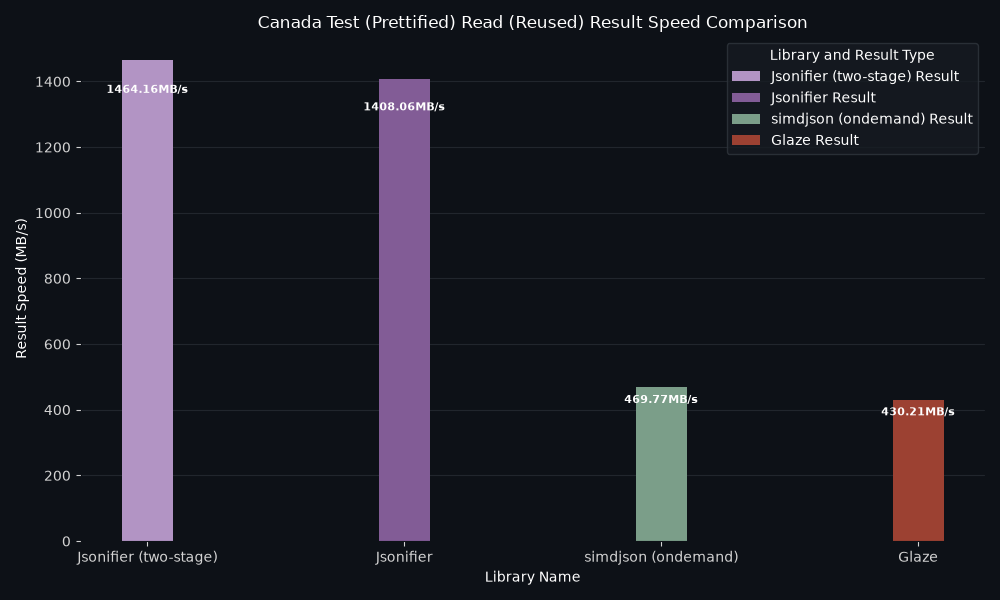 Canada Test (Prettified) Read (Reused) Result Speed Comparison
Library and Result Type
Jsonifier (two-stage) Result
Jsonifier Result
simdjson (ondemand) Result
Glaze Result
1464.16MB/s
1408.06MB/s
469.77MB/s
430.21MB/s
Result Speed (MB/s)
1400
1200
1000
800
600
400
200
0
Jsonifier (two-stage)
Jsonifier
simdjson (ondemand)
Glaze
Library Name